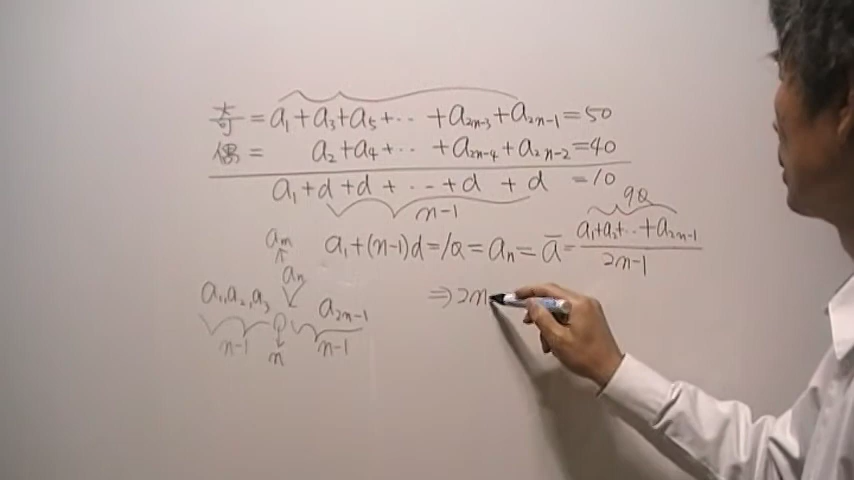 奇 = a₁ + a₃ + a₅ + ‥ + a₂ₙ₋₃ + a₂ₙ₋₁ = 50
偶 = a₂ + a₄ + ‥ + a₂ₙ₋₄ + a₂ₙ₋₂ = 40
a₁ + d + d + ‥ + d + d = 10
n-1
90
a₁ + (n-1)d = 10 = aₙ = ā = (a₁ + a₂ + ‥ + a₂ₙ₋₁) / (2n-1)
aₘ
↑
aₙ
⇒ 2n
a₁, a₂, a₃ a₂ₙ₋₁
n-1 n n-1